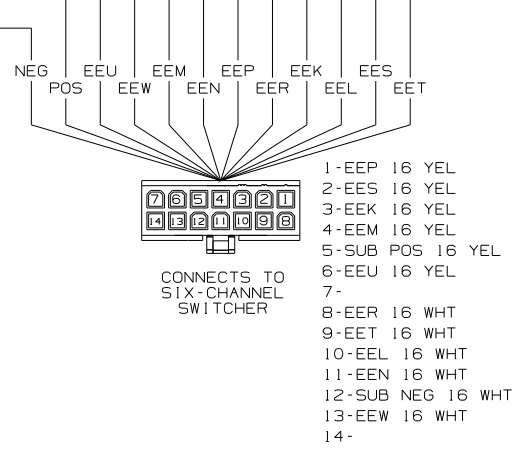 NEG EEU EEM EEP EEK EES
POS EEW EEN EER EEL EET
7 6 5 4 3 2 1
14 13 12 11 10 9 8
CONNECTS TO
SIX-CHANNEL
SWITCHER
1-EEP 16 YEL
2-EES 16 YEL
3-EEK 16 YEL
4-EEM 16 YEL
5-SUB POS 16 YEL
6-EEU 16 YEL
7-
8-EER 16 WHT
9-EET 16 WHT
10-EEL 16 WHT
11-EEN 16 WHT
12-SUB NEG 16 WHT
13-EEW 16 WHT
14-